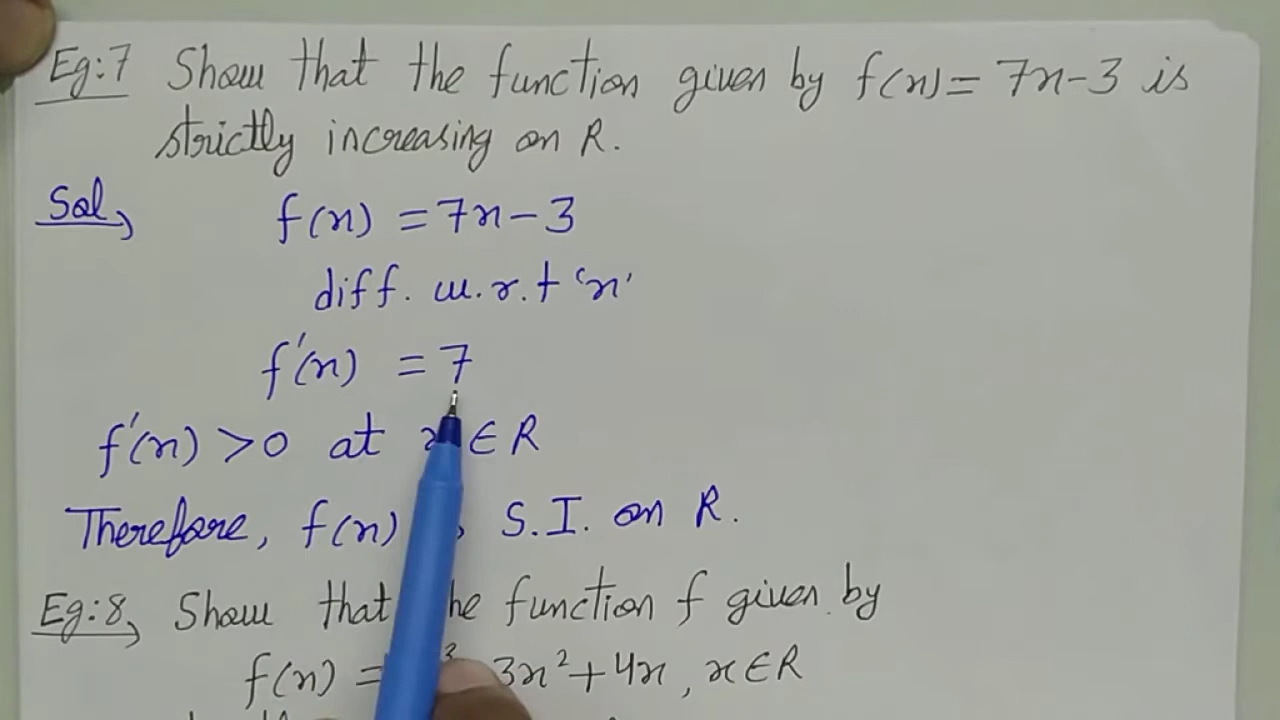 Eg:7 Show that the function given by f(x) = 7x-3 is
strictly increasing on R.
Sol, f(x) = 7x-3
diff. w.r.t 'x'
f'(x) = 7
f'(x) > 0 at x ∈ R
Therefore, f(x) S.I. on R.
Eg:8, Show that the function f given by
f(x) = 3x²+4x, x∈R